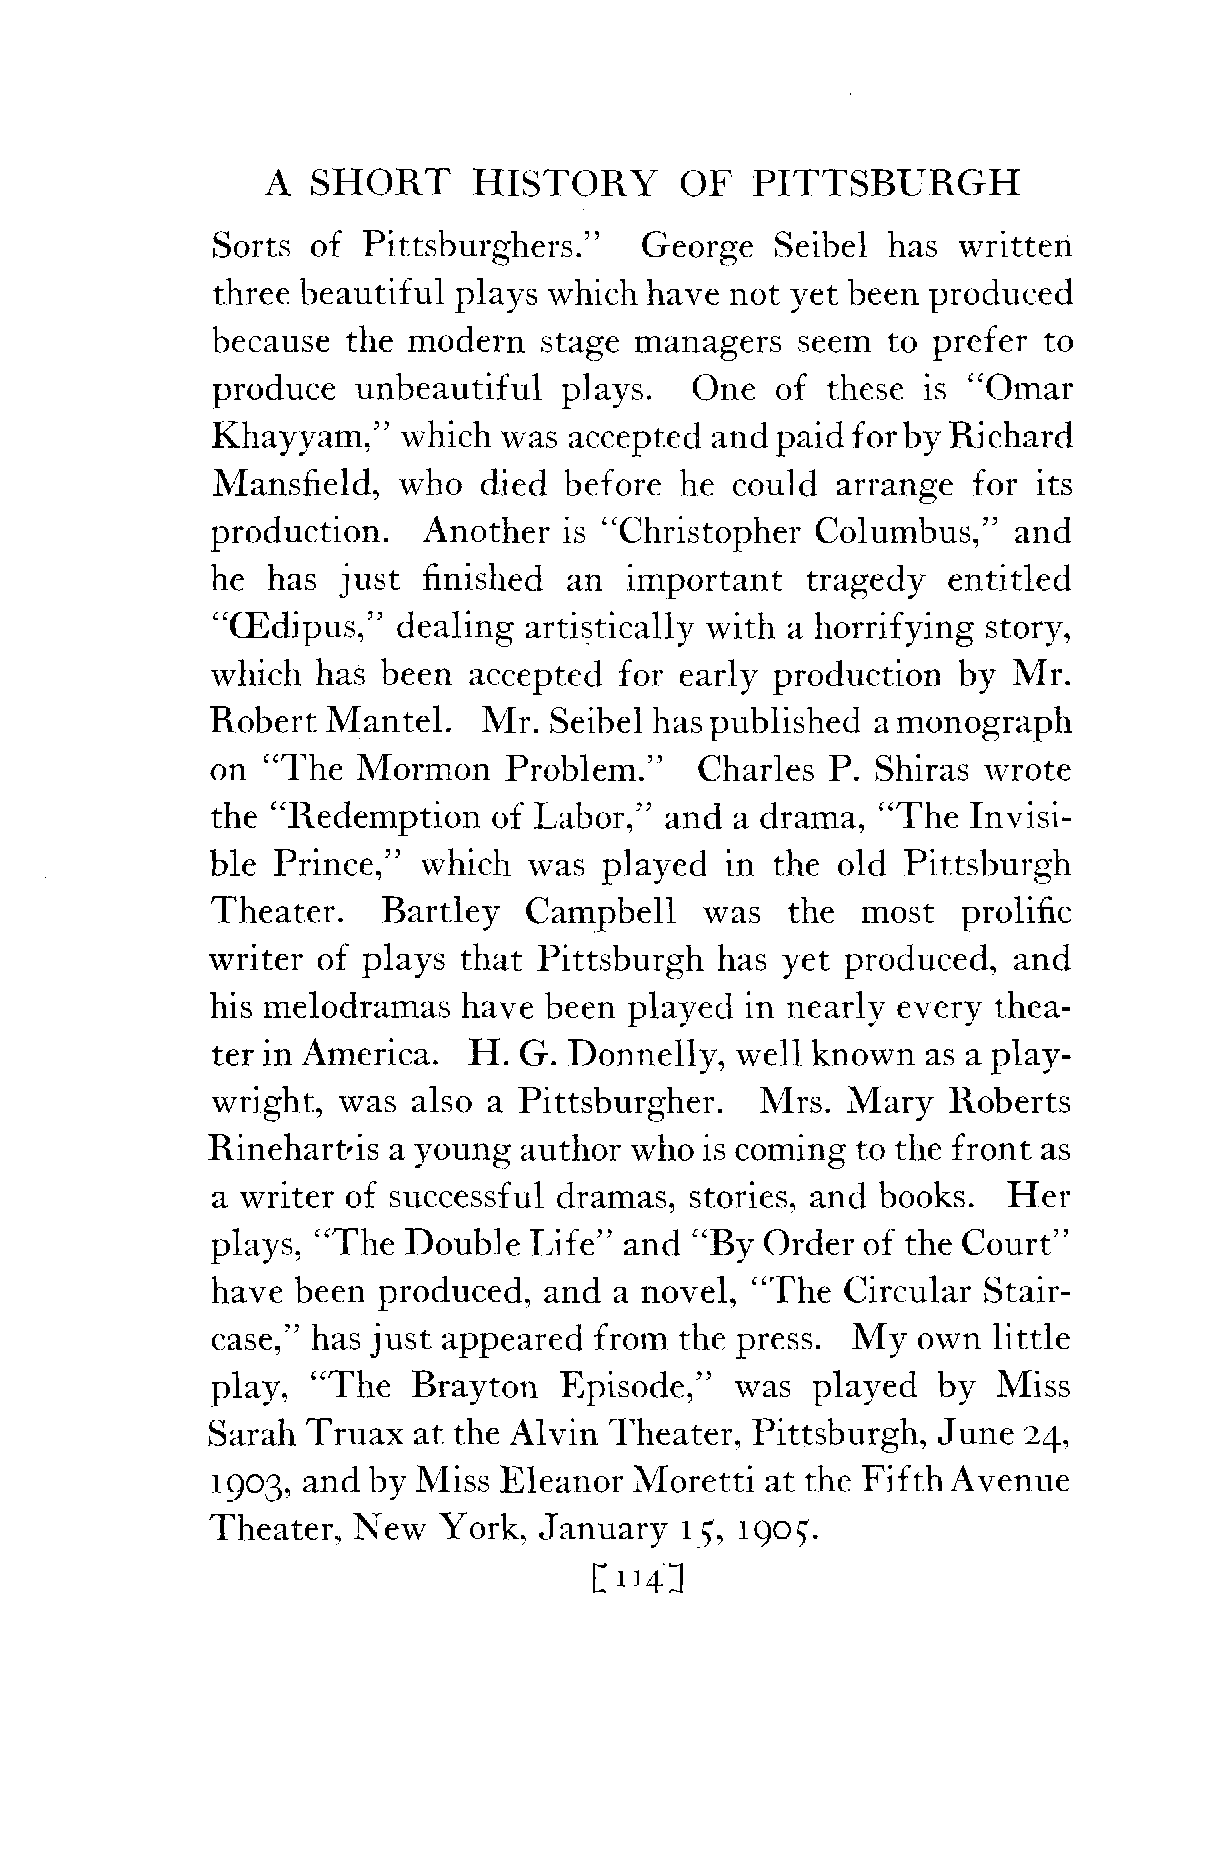 A SHORT HISTORY OF PITTSBURGH
Sorts of Pittsburghers." George Seibel has written
three beautiful plays which have not yet been produced
because the modern stage managers seem to prefer to
produce unbeautiful plays. One of these is "Omar
Khayyam," which was accepted and paid for by Richard
Mansfield, who died before he could arrange for its
production. Another is "Christopher Columbus," and
he has just finished an important tragedy entitled
"Œdipus," dealing artistically with a horrifying story,
which has been accepted for early production by Mr.
Robert Mantel. Mr. Seibel has published a monograph
on "The Mormon Problem." Charles P. Shiras wrote
the "Redemption of Labor," and a drama, "The Invisi-
ble Prince," which was played in the old Pittsburgh
Theater. Bartley Campbell was the most prolific
writer of plays that Pittsburgh has yet produced, and
his melodramas have been played in nearly every thea-
ter in America. H. G. Donnelly, well known as a play-
wright, was also a Pittsburgher. Mrs. Mary Roberts
Rinehart is a young author who is coming to the front as
a writer of successful dramas, stories, and books. Her
plays, "The Double Life" and "By Order of the Court"
have been produced, and a novel, "The Circular Stair-
case," has just appeared from the press. My own little
play, "The Brayton Episode," was played by Miss
Sarah Truax at the Alvin Theater, Pittsburgh, June 24,
1903, and by Miss Eleanor Moretti at the Fifth Avenue
Theater, New York, January 15, 1905.
[114]